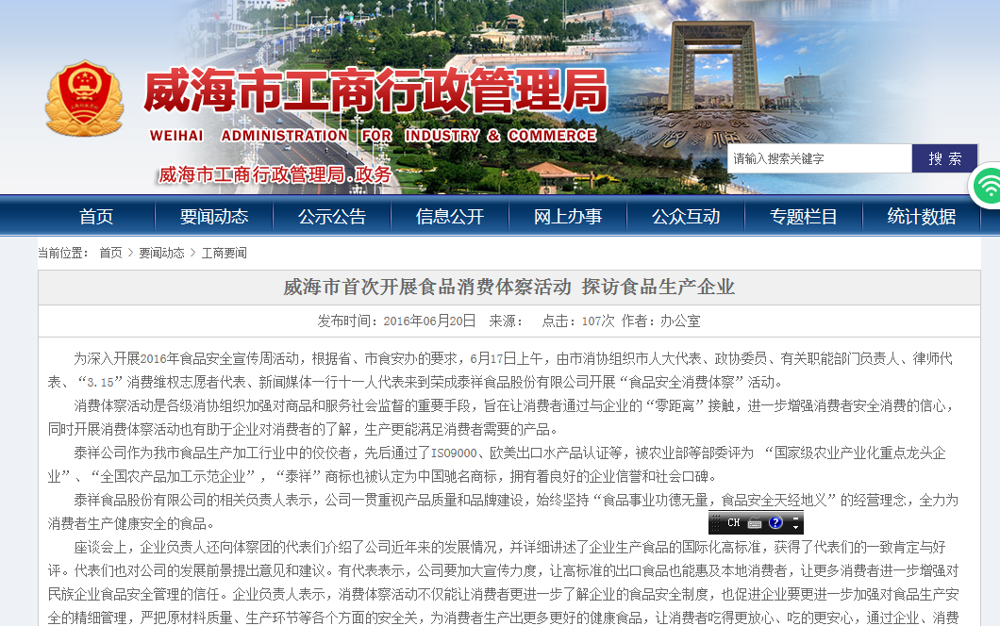 威海市工商行政管理局
WEIHAI ADMINISTRATION FOR INDUSTRY & COMMERCE
威海市工商行政管理局.政务
请输入搜索关键字 搜 索
首页 要闻动态 公示公告 信息公开 网上办事 公众互动 专题栏目 统计数据
当前位置： 首页 > 要闻动态 > 工商要闻
威海市首次开展食品消费体察活动 探访食品生产企业
发布时间：2016年06月20日 来源： 点击：107次 作者：办公室
为深入开展2016年食品安全宣传周活动，根据省、市食安办的要求，6月17日上午，由市消协组织市人大代表、政协委员、有关职能部门负责人、律师代
表、“3.15”消费维权志愿者代表、新闻媒体一行十一人代表来到荣成泰祥食品股份有限公司开展“食品安全消费体察”活动。
消费体察活动是各级消协组织加强对商品和服务社会监督的重要手段，旨在让消费者通过与企业的“零距离”接触，进一步增强消费者安全消费的信心，
同时开展消费体察活动也有助于企业对消费者的了解，生产更能满足消费者需要的产品。
泰祥公司作为我市食品生产加工行业中的佼佼者，先后通过了ISO9000、欧美出口水产品认证等，被农业部等部委评为 “国家级农业产业化重点龙头企
业”、“全国农产品加工示范企业”，“泰祥”商标也被认定为中国驰名商标，拥有着良好的企业信誉和社会口碑。
泰祥食品股份有限公司的相关负责人表示，公司一贯重视产品质量和品牌建设，始终坚持“食品事业功德无量，食品安全天经地义”的经营理念，全力为
消费者生产健康安全的食品。
CH
座谈会上，企业负责人还向体察团的代表们介绍了公司近年来的发展情况，并详细讲述了企业生产食品的国际化高标准，获得了代表们的一致肯定与好
评。代表们也对公司的发展前景提出意见和建议。有代表表示，公司要加大宣传力度，让高标准的出口食品也能惠及本地消费者，让更多消费者进一步增强对
民族企业食品安全管理的信任。企业负责人表示，消费体察活动不仅能让消费者更进一步了解企业的食品安全制度，也促进企业要更进一步加强对食品生产安
全的精细管理，严把原材料质量、生产环节等各个方面的安全关，为消费者生产出更多更好的健康食品，让消费者吃得更放心、吃的更安心，通过企业、消费